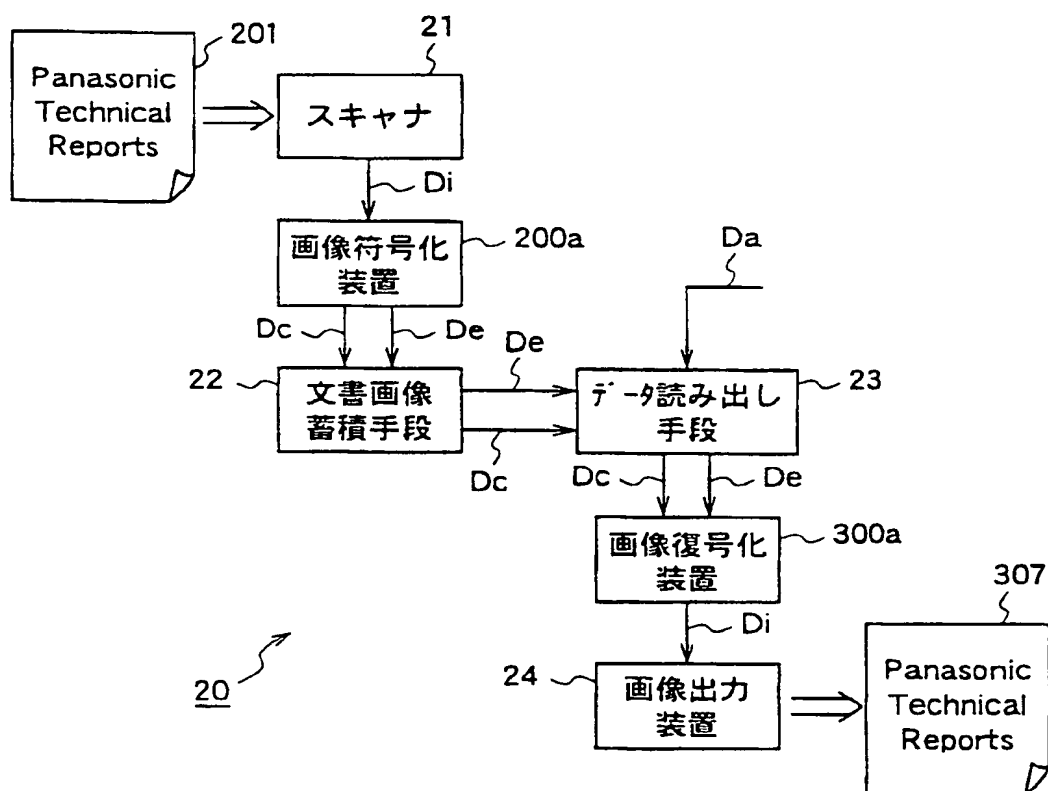 201
Panasonic
Technical
Reports
21
スキャナ
Di
画像符号化
装置
200a
Da
Dc
De
22
文書画像
蓄積手段
De
Dc
データ読み出し
手段
23
Dc
De
画像復号化
装置
300a
Di
20
24
画像出力
装置
307
Panasonic
Technical
Reports